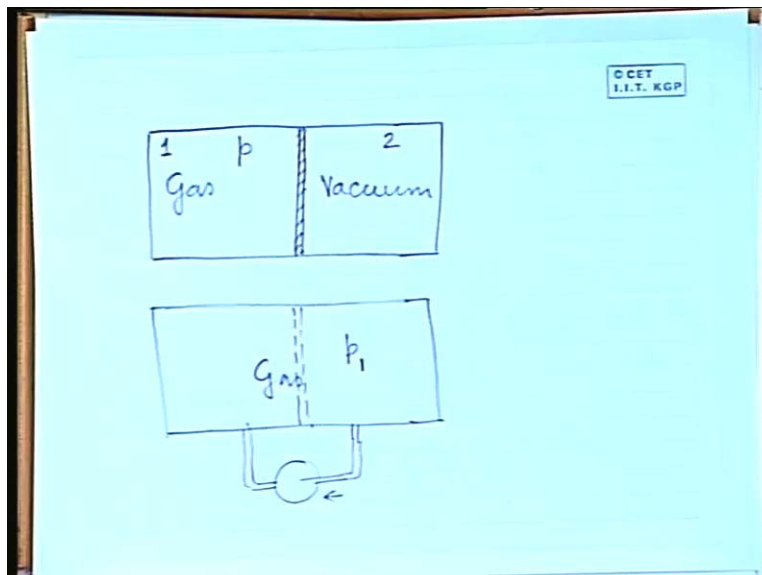 © CET
I.I.T. KGP
1 p 2
Gas Vacuum
Gas p₁